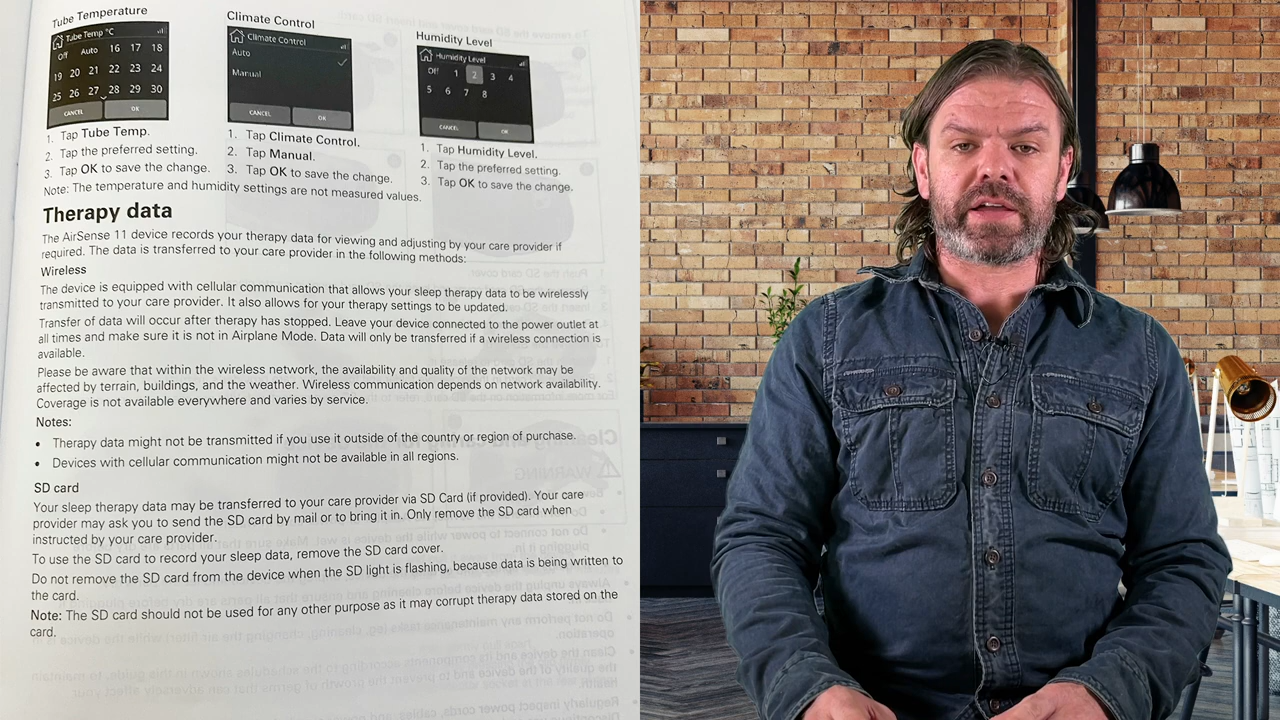 Tube Temperature
Tube Temp °C
Off Auto 16 17 18
19 20 21 22 23 24
25 26 27 28 29 30
CANCEL OK
1. Tap Tube Temp.
2. Tap the preferred setting.
3. Tap OK to save the change.
Climate Control
Climate Control
Auto
Manual
CANCEL OK
1. Tap Climate Control.
2. Tap Manual.
3. Tap OK to save the change.
Humidity Level
Humidity Level
Off 1 2 3 4
5 6 7 8
CANCEL OK
1. Tap Humidity Level.
2. Tap the preferred setting.
3. Tap OK to save the change.
Note: The temperature and humidity settings are not measured values.
Therapy data
The AirSense 11 device records your therapy data for viewing and adjusting by your care provider if
required. The data is transferred to your care provider in the following methods:
Wireless
The device is equipped with cellular communication that allows your sleep therapy data to be wirelessly
transmitted to your care provider. It also allows for your therapy settings to be updated.
Transfer of data will occur after therapy has stopped. Leave your device connected to the power outlet at
all times and make sure it is not in Airplane Mode. Data will only be transferred if a wireless connection is
available.
Please be aware that within the wireless network, the availability and quality of the network may be
affected by terrain, buildings, and the weather. Wireless communication depends on network availability.
Coverage is not available everywhere and varies by service.
Notes:
• Therapy data might not be transmitted if you use it outside of the country or region of purchase.
• Devices with cellular communication might not be available in all regions.
SD card
Your sleep therapy data may be transferred to your care provider via SD Card (if provided). Your care
provider may ask you to send the SD card by mail or to bring it in. Only remove the SD card when
instructed by your care provider.
To use the SD card to record your sleep data, remove the SD card cover.
Do not remove the SD card from the device when the SD light is flashing, because data is being written to
the card.
Note: The SD card should not be used for any other purpose as it may corrupt therapy data stored on the
card.